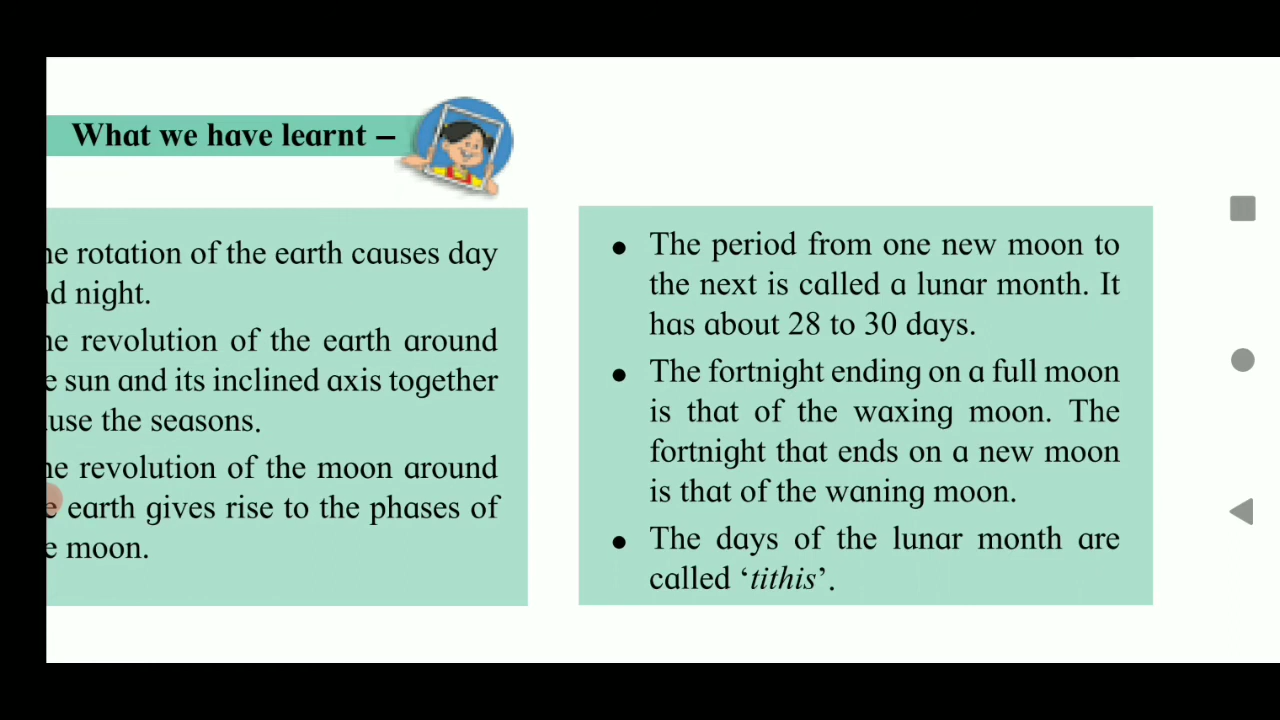 What we have learnt –
he rotation of the earth causes day
d night.
he revolution of the earth around
e sun and its inclined axis together
use the seasons.
he revolution of the moon around
e earth gives rise to the phases of
e moon.
● The period from one new moon to
the next is called a lunar month. It
has about 28 to 30 days.
● The fortnight ending on a full moon
is that of the waxing moon. The
fortnight that ends on a new moon
is that of the waning moon.
● The days of the lunar month are
called ‘tithis’.